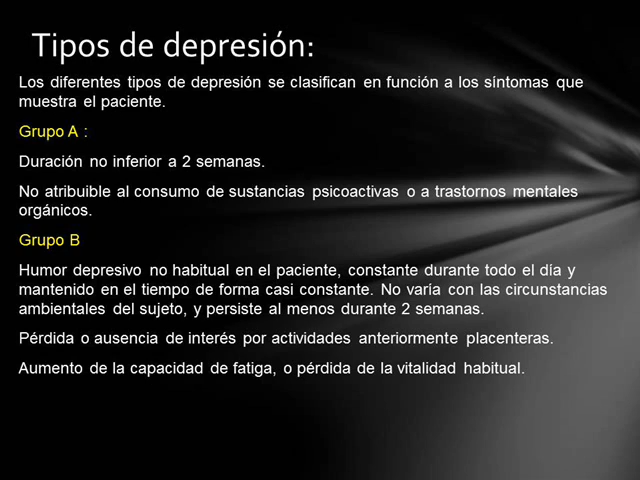 Tipos de depresión:
Los diferentes tipos de depresión se clasifican en función a los síntomas que
muestra el paciente.
Grupo A :
Duración no inferior a 2 semanas.
No atribuible al consumo de sustancias psicoactivas o a trastornos mentales
orgánicos.
Grupo B
Humor depresivo no habitual en el paciente, constante durante todo el día y
mantenido en el tiempo de forma casi constante. No varía con las circunstancias
ambientales del sujeto, y persiste al menos durante 2 semanas.
Pérdida o ausencia de interés por actividades anteriormente placenteras.
Aumento de la capacidad de fatiga, o pérdida de la vitalidad habitual.